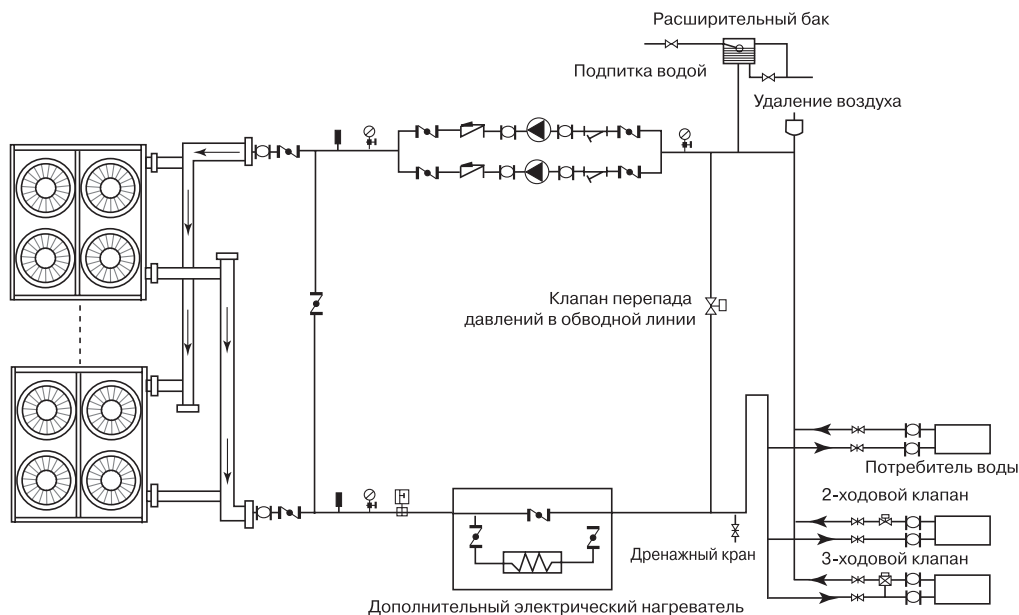 Расширительный бак
Подпитка водой
Удаление воздуха
Клапан перепада
давлений в обводной линии
Потребитель воды
2-ходовой клапан
Дренажный кран
3-ходовой клапан
Дополнительный электрический нагреватель